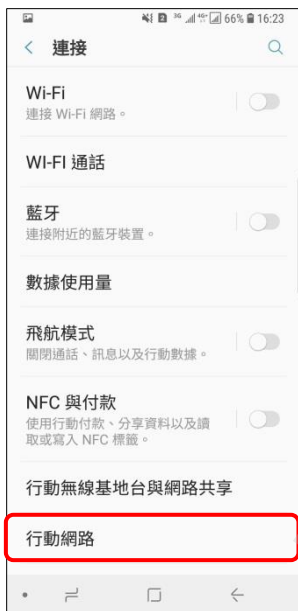 3G 4G+ 66% 16:23
連接
Wi-Fi
連接 Wi-Fi 網路。
WI-FI 通話
藍牙
連接附近的藍牙裝置。
數據使用量
飛航模式
關閉通話、訊息以及行動數據。
NFC 與付款
使用行動付款、分享資料以及讀
取或寫入 NFC 標籤。
行動無線基地台與網路共享
行動網路